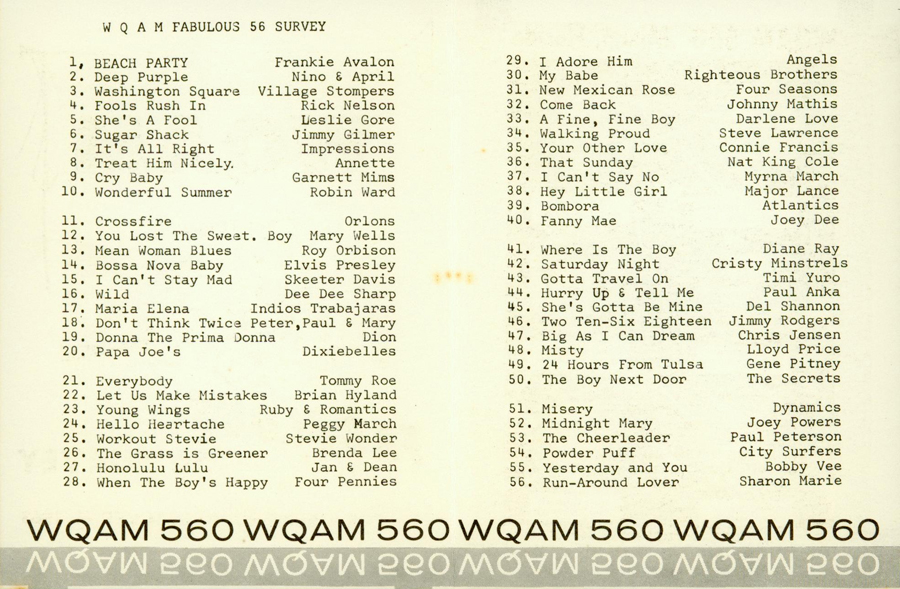 W Q A M FABULOUS 56 SURVEY
1, BEACH PARTY Frankie Avalon
2. Deep Purple Nino & April
3. Washington Square Village Stompers
4. Fools Rush In Rick Nelson
5. She's A Fool Leslie Gore
6. Sugar Shack Jimmy Gilmer
7. It's All Right Impressions
8. Treat Him Nicely. Annette
9. Cry Baby Garnett Mims
10. Wonderful Summer Robin Ward
11. Crossfire Orlons
12. You Lost The Sweet. Boy Mary Wells
13. Mean Woman Blues Roy Orbison
14. Bossa Nova Baby Elvis Presley
15. I Can't Stay Mad Skeeter Davis
16. Wild Dee Dee Sharp
17. Maria Elena Indios Trabajaras
18. Don't Think Twice Peter,Paul & Mary
19. Donna The Prima Donna Dion
20. Papa Joe's Dixiebelles
21. Everybody Tommy Roe
22. Let Us Make Mistakes Brian Hyland
23. Young Wings Ruby & Romantics
24. Hello Heartache Peggy March
25. Workout Stevie Stevie Wonder
26. The Grass is Greener Brenda Lee
27. Honolulu Lulu Jan & Dean
28. When The Boy's Happy Four Pennies
29. I Adore Him Angels
30. My Babe Righteous Brothers
31. New Mexican Rose Four Seasons
32. Come Back Johnny Mathis
33. A Fine, Fine Boy Darlene Love
34. Walking Proud Steve Lawrence
35. Your Other Love Connie Francis
36. That Sunday Nat King Cole
37. I Can't Say No Myrna March
38. Hey Little Girl Major Lance
39. Bombora Atlantics
40. Fanny Mae Joey Dee
41. Where Is The Boy Diane Ray
42. Saturday Night Cristy Minstrels
43. Gotta Travel On Timi Yuro
44. Hurry Up & Tell Me Paul Anka
45. She's Gotta Be Mine Del Shannon
46. Two Ten-Six Eighteen Jimmy Rodgers
47. Big As I Can Dream Chris Jensen
48. Misty Lloyd Price
49. 24 Hours From Tulsa Gene Pitney
50. The Boy Next Door The Secrets
51. Misery Dynamics
52. Midnight Mary Joey Powers
53. The Cheerleader Paul Peterson
54. Powder Puff City Surfers
55. Yesterday and You Bobby Vee
56. Run-Around Lover Sharon Marie
WQAM 560 WQAM 560 WQAM 560 WQAM 560
WQAM 560 WQAM 560 WQAM 560 WQAM 560